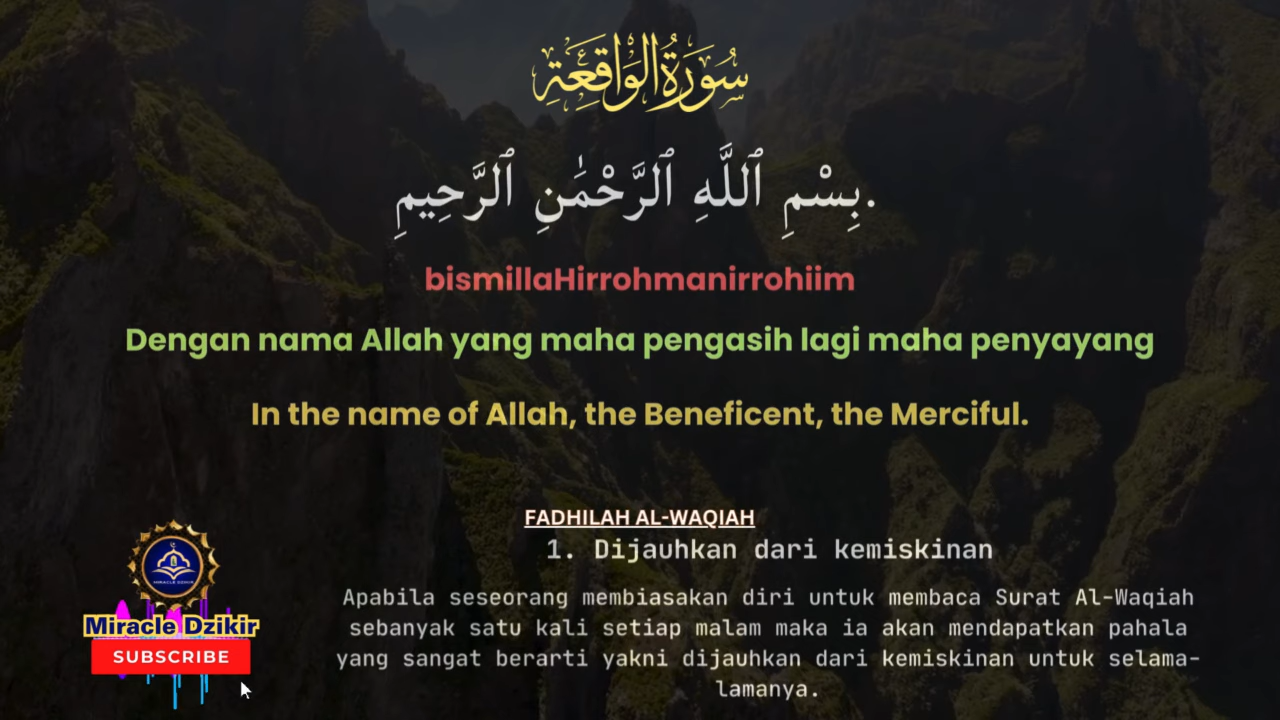 سُورَةُ الوَاقِعَةِ
بِسْمِ ٱللَّهِ ٱلرَّحْمَٰنِ ٱلرَّحِيمِ.
bismillaHirrohmanirrohiim
Dengan nama Allah yang maha pengasih lagi maha penyayang
In the name of Allah, the Beneficent, the Merciful.
FADHILAH AL-WAQIAH
1. Dijauhkan dari kemiskinan
Apabila seseorang membiasakan diri untuk membaca Surat Al-Waqiah
sebanyak satu kali setiap malam maka ia akan mendapatkan pahala
yang sangat berarti yakni dijauhkan dari kemiskinan untuk selama-
lamanya.
MIRACLE DZIKIR
Miracle Dzikir
SUBSCRIBE